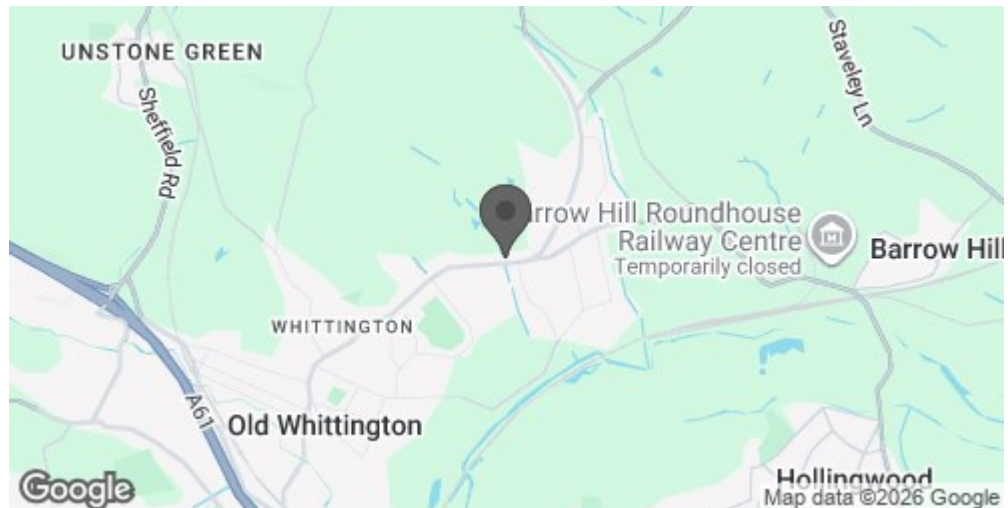 UNSTONE GREEN
Sheffield Rd
Staveley Ln
arrow Hill Roundhouse
Railway Centre
Temporarily closed
Barrow Hill
WHITTINGTON
A61
Old Whittington
Hollingwood
Google
Map data ©2026 Google